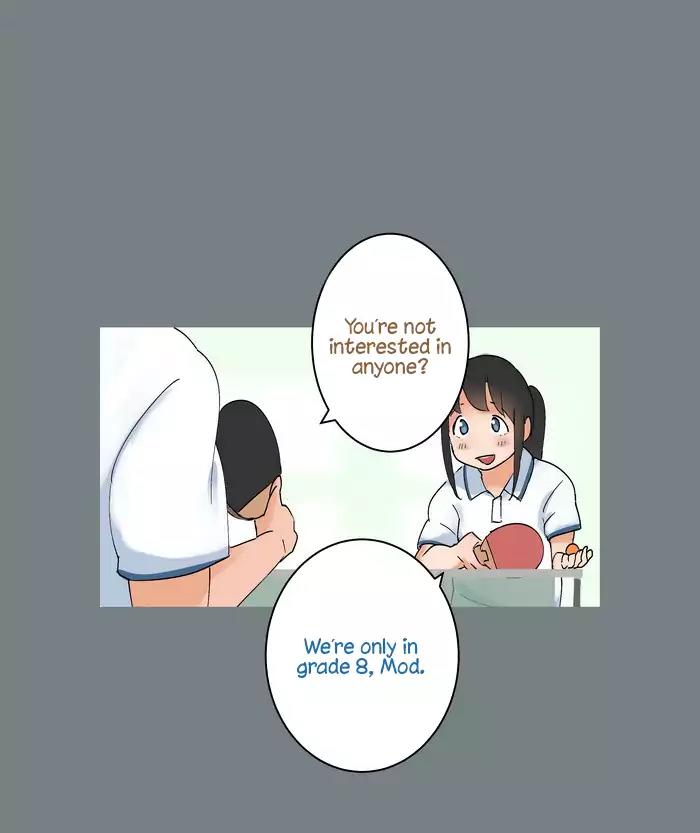 You're not
interested in
anyone?
We're only in
grade 8, Mod.